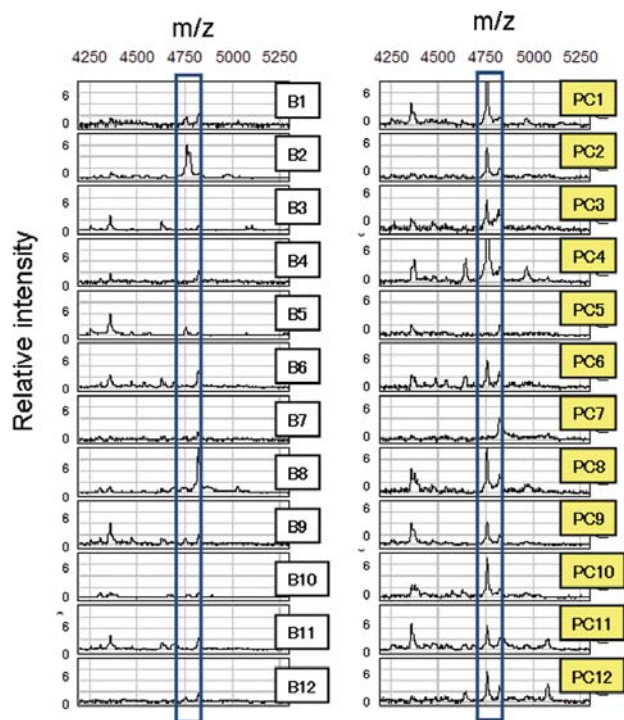 m/z m/z
4250 4500 4750 5000 5250 4250 4500 4750 5000 5250
Relative intensity
6 B1 6 PC1
0 0
6 B2 6 PC2
0 0
6 B3 6 PC3
0 0
6 B4 6 PC4
0 0
6 B5 6 PC5
0 0
6 B6 6 PC6
0 0
6 B7 6 PC7
0 0
6 B8 6 PC8
0 0
6 B9 6 PC9
0 0
6 B10 6 PC10
0 0
6 B11 6 PC11
0 0
6 B12 6 PC12
0 0